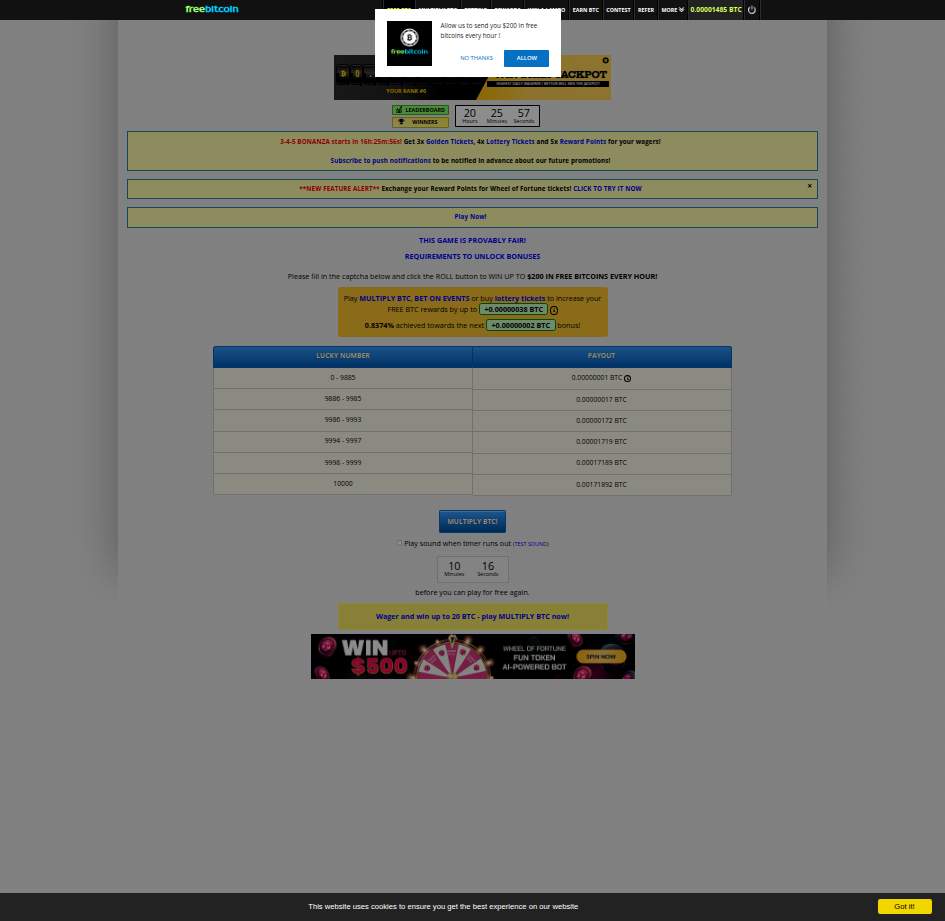 freebitcoin
EARN BTC
CONTEST
REFER
MORE
0.00001485 BTC
Allow us to send you $200 in free
bitcoins every hour !
freebitcoin
NO THANKS
ALLOW
JACKPOT
HIGHEST DAILY WAGERER / BETTOR WILL WIN THE JACKPOT
YOUR RANK #0
LEADERBOARD
WINNERS
20 25 57
Hours Minutes Seconds
3-4-5 BONANZA starts in 16h:25m:56s! Get 3x Golden Tickets, 4x Lottery Tickets and 5x Reward Points for your wagers!
Subscribe to push notifications to be notified in advance about our future promotions!
**NEW FEATURE ALERT** Exchange your Reward Points for Wheel of Fortune tickets! CLICK TO TRY IT NOW
Play Now!
THIS GAME IS PROVABLY FAIR!
REQUIREMENTS TO UNLOCK BONUSES
Please fill in the captcha below and click the ROLL button to WIN UP TO $200 IN FREE BITCOINS EVERY HOUR!
Play MULTIPLY BTC, BET ON EVENTS or buy lottery tickets to increase your
FREE BTC rewards by up to +0.00000038 BTC
0.8374% achieved towards the next +0.00000002 BTC bonus!
LUCKY NUMBER PAYOUT
0 - 9885 0.00000001 BTC
9886 - 9985 0.00000017 BTC
9986 - 9993 0.00000172 BTC
9994 - 9997 0.00001719 BTC
9998 - 9999 0.00017189 BTC
10000 0.00171892 BTC
MULTIPLY BTC!
Play sound when timer runs out (TEST SOUND)
10 16
Minutes Seconds
before you can play for free again.
Wager and win up to 20 BTC - play MULTIPLY BTC now!
WIN UP TO
$500
WHEEL OF FORTUNE
FUN TOKEN
AI-POWERED BOT
SPIN NOW
This website uses cookies to ensure you get the best experience on our website
Got it!